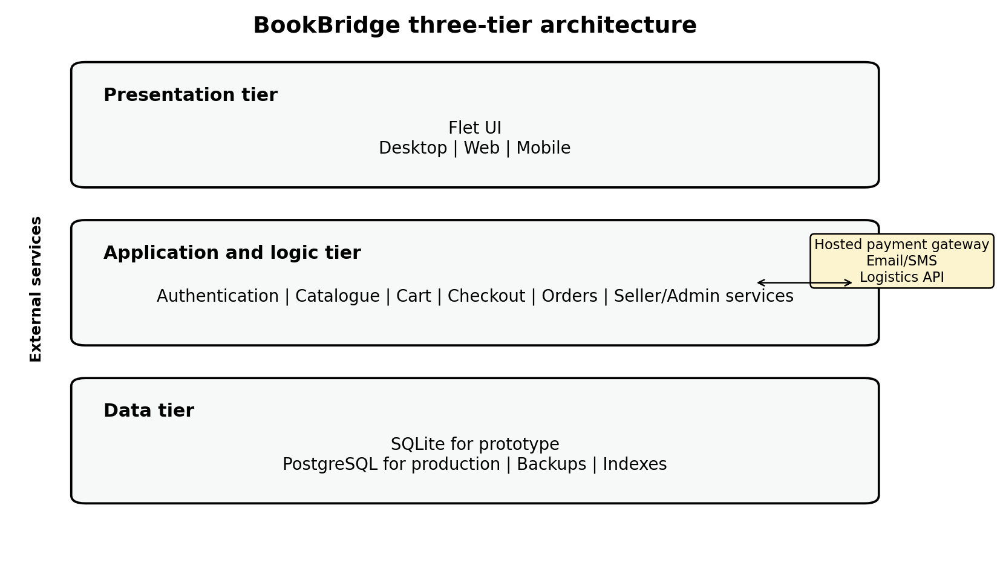 BookBridge three-tier architecture
Presentation tier
Flet UI
Desktop | Web | Mobile
External services
Application and logic tier
Authentication | Catalogue | Cart | Checkout | Orders | Seller/Admin services
Hosted payment gateway
Email/SMS
Logistics API
Data tier
SQLite for prototype
PostgreSQL for production | Backups | Indexes